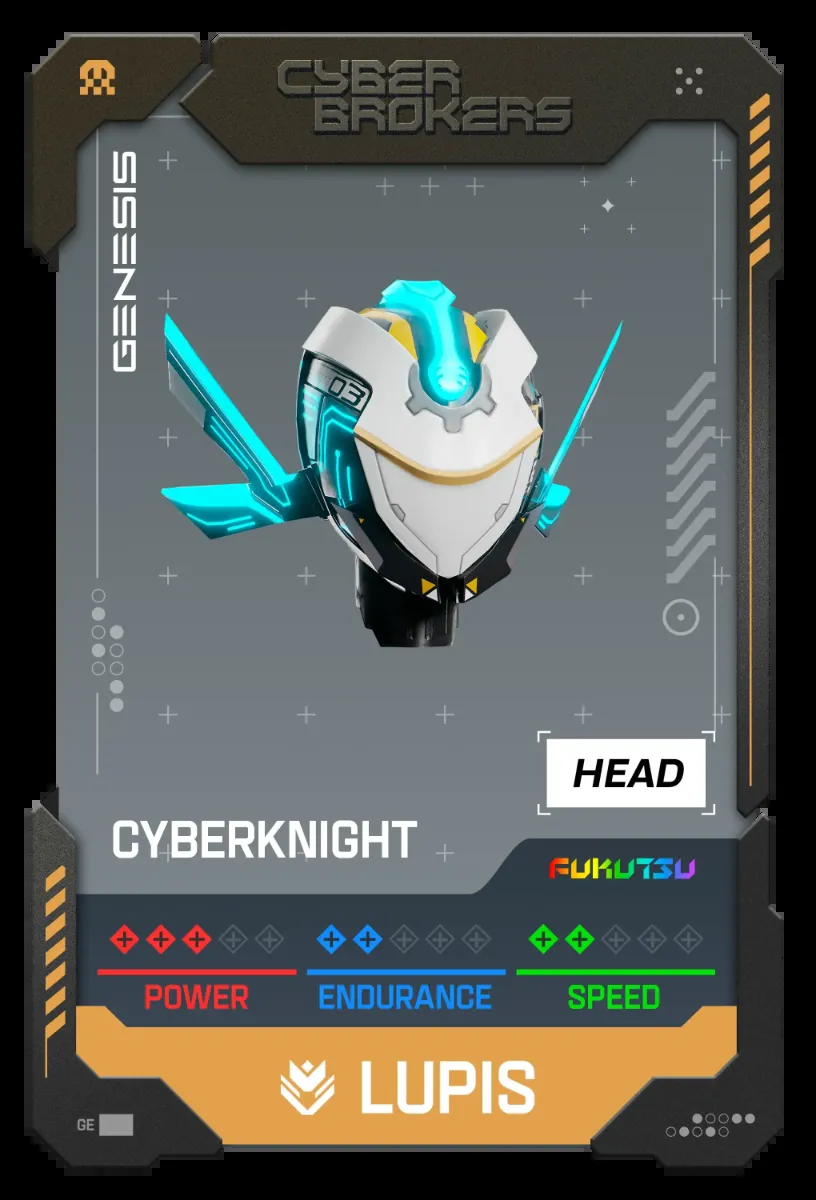 CYBER
BROKERS
GENESIS
03
HEAD
CYBERKNIGHT
FUKUTSU
POWER
ENDURANCE
SPEED
LUPIS
GE